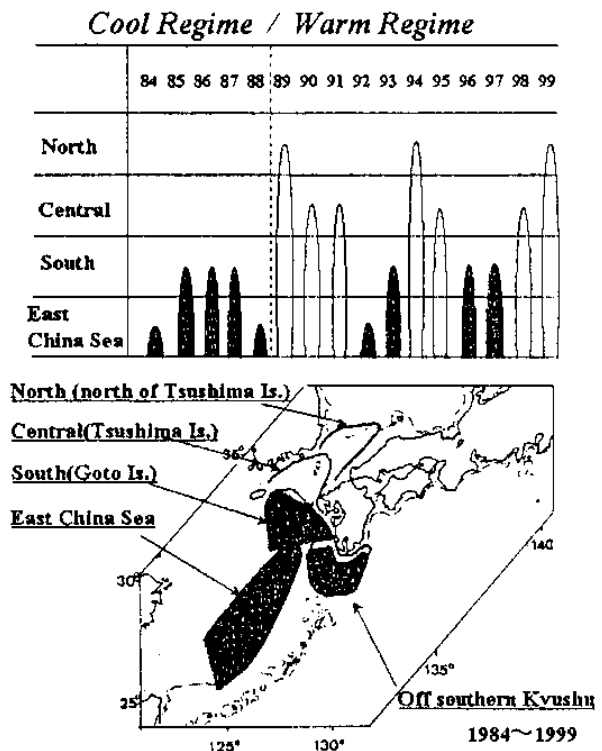 Cool Regime / Warm Regime
84 85 86 87 88 89 90 91 92 93 94 95 96 97 98 99
North
Central
South
East
China Sea
North (north of Tsushima Is.)
Central(Tsushima Is.)
35°
South(Goto Is.)
East China Sea
140
30°
135°
25
Off southern Kyushu
125°
130°
1984～1999